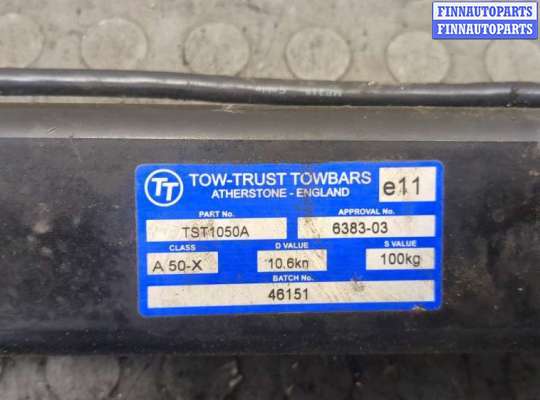 FINNAUTOPARTS
FINNAUTOPARTS
TT TOW-TRUST TOWBARS
ATHERSTONE - ENGLAND
e11
PART No. APPROVAL No.
TST1050A 6383-03
CLASS D VALUE S VALUE
A 50-X 10.6kn 100kg
BATCH No.
46151